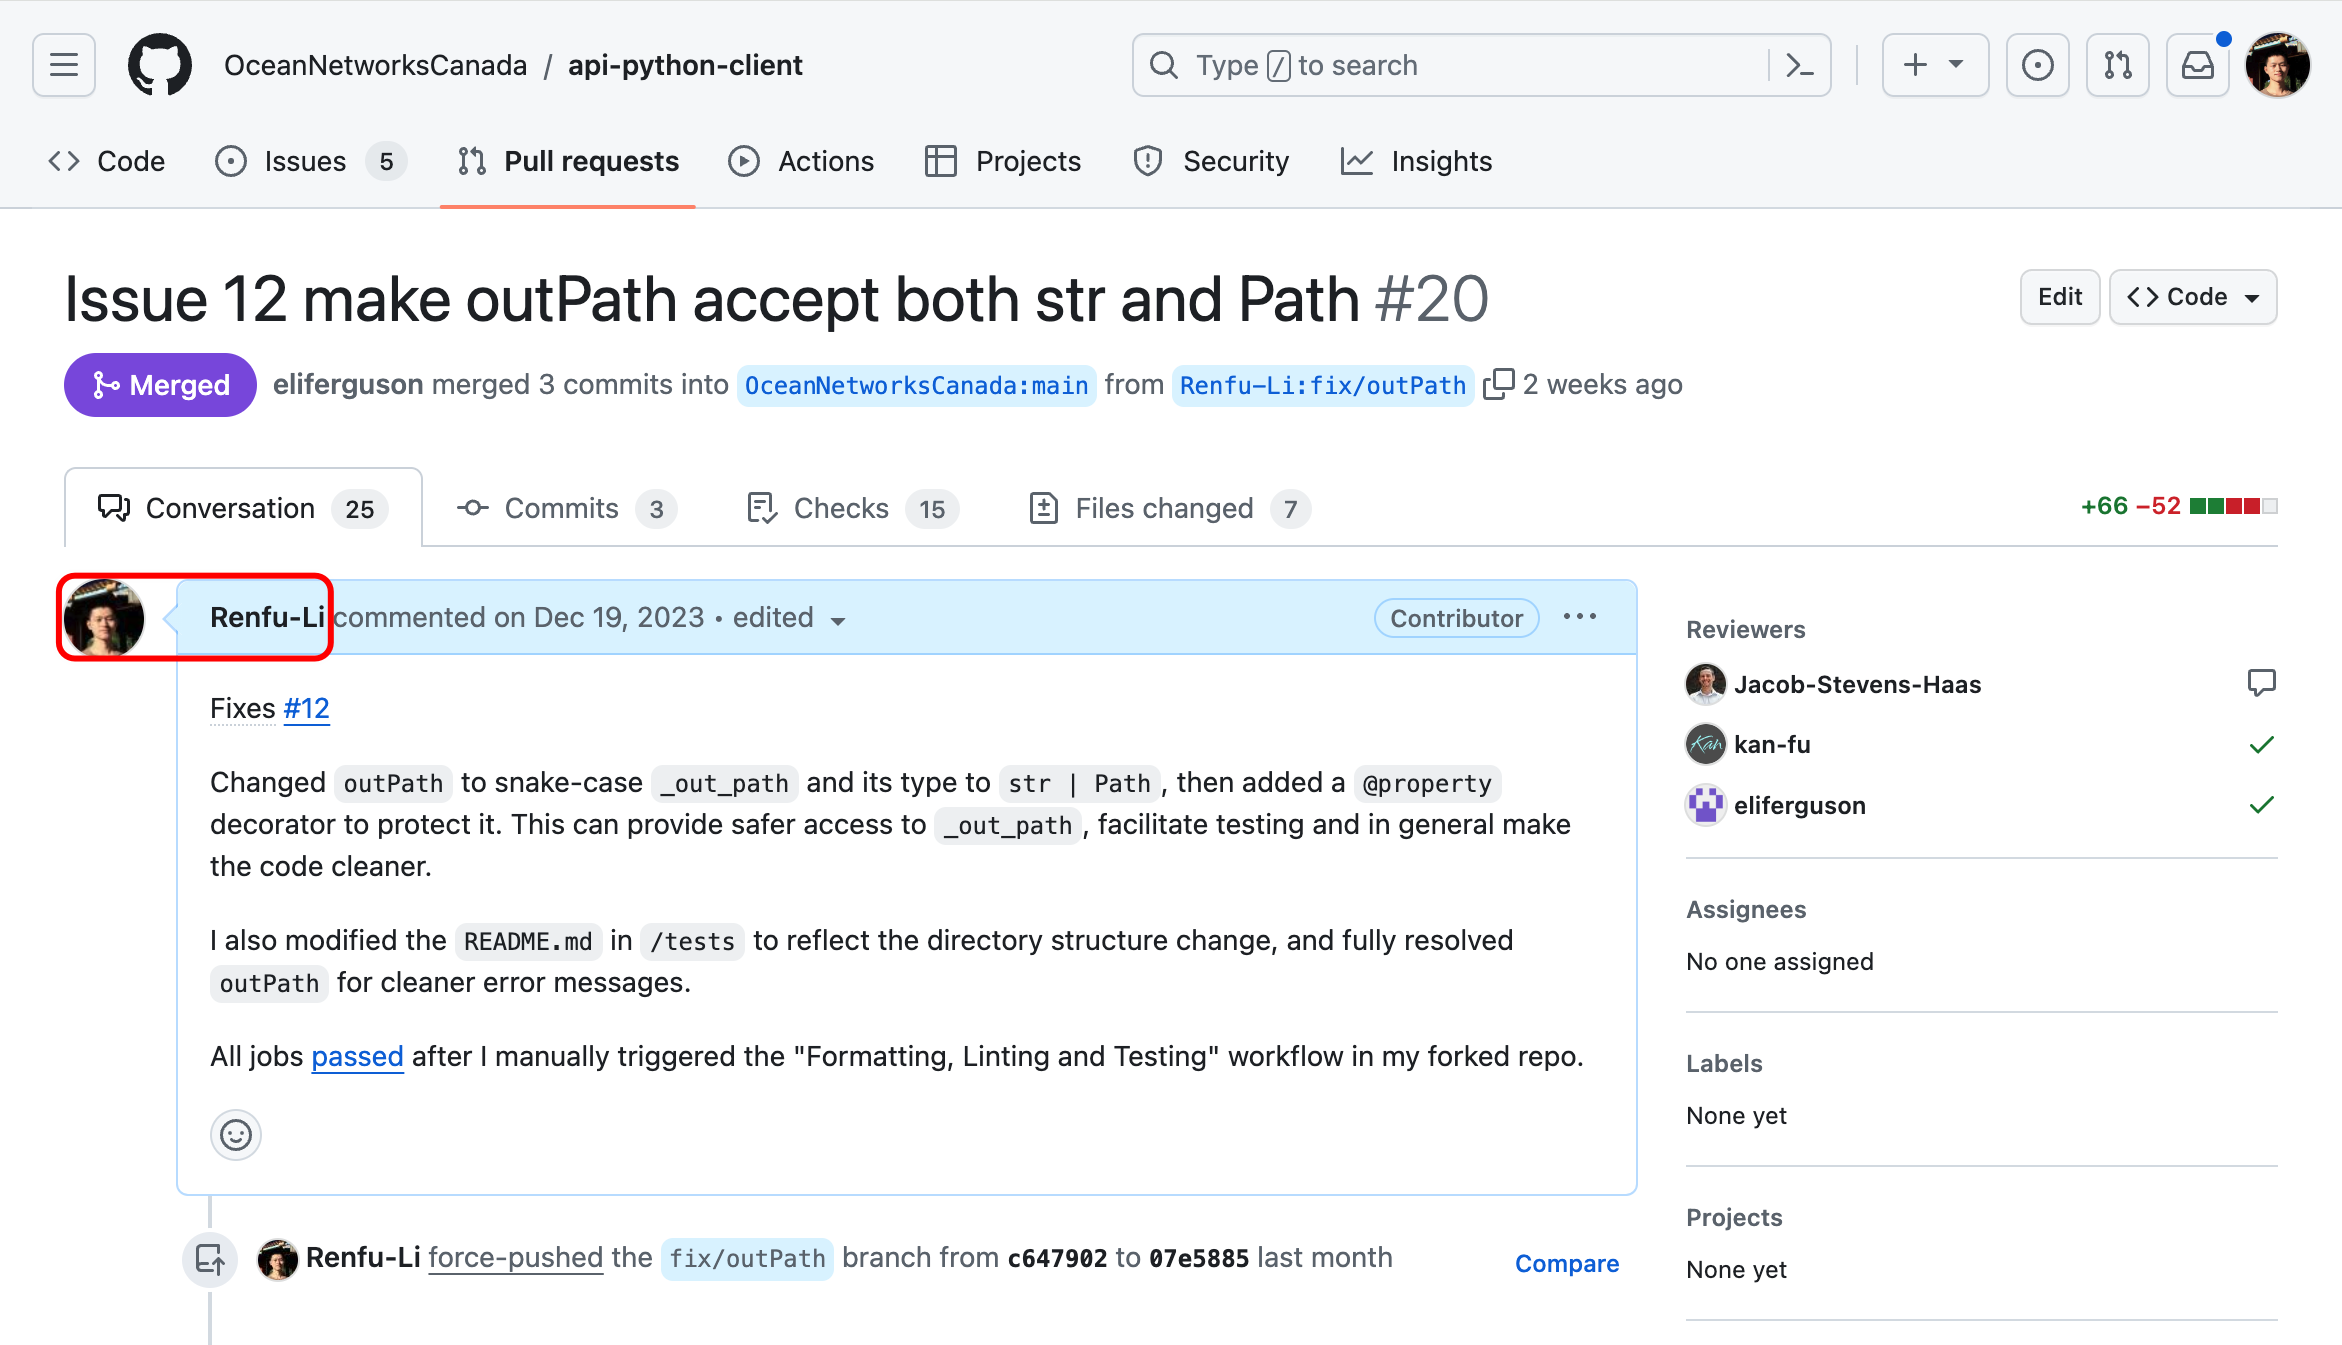 OceanNetworksCanada / api-python-client
Type / to search
Code
Issues 5
Pull requests
Actions
Projects
Security
Insights
Issue 12 make outPath accept both str and Path #20
Edit
Code
Merged
eliferguson merged 3 commits into OceanNetworksCanada:main from Renfu-Li:fix/outPath 2 weeks ago
Conversation 25
Commits 3
Checks 15
Files changed 7
+66 −52
Renfu-Li commented on Dec 19, 2023 • edited
Contributor
Fixes #12
Changed outPath to snake-case _out_path and its type to str | Path, then added a @property
decorator to protect it. This can provide safer access to _out_path, facilitate testing and in general make
the code cleaner.
I also modified the README.md in /tests to reflect the directory structure change, and fully resolved
outPath for cleaner error messages.
All jobs passed after I manually triggered the "Formatting, Linting and Testing" workflow in my forked repo.
Renfu-Li force-pushed the fix/outPath branch from c647902 to 07e5885 last month
Compare
Reviewers
Jacob-Stevens-Haas
Kan
kan-fu
eliferguson
Assignees
No one assigned
Labels
None yet
Projects
None yet